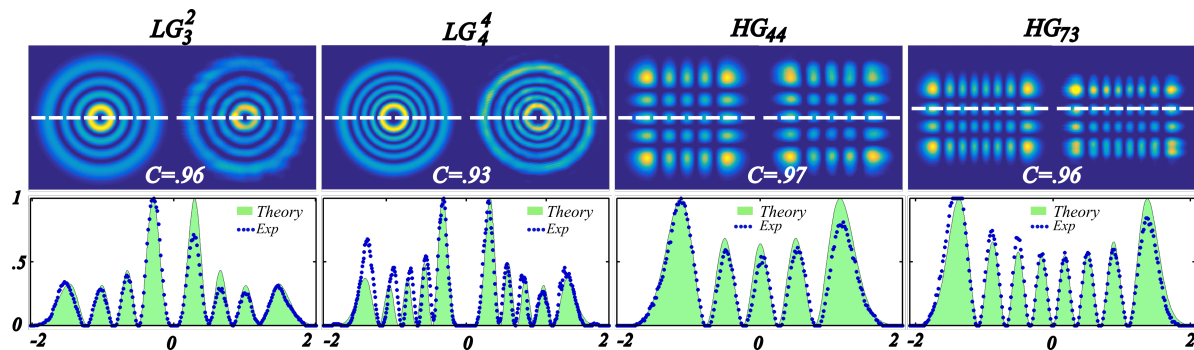 LG₃² LG₄⁴ HG₄₄ HG₇₃
C=.96 C=.93 C=.97 C=.96
1
.5
0
Theory Theory Theory Theory
Exp Exp Exp Exp
-2 0 2 -2 0 2 -2 0 2 -2 0 2